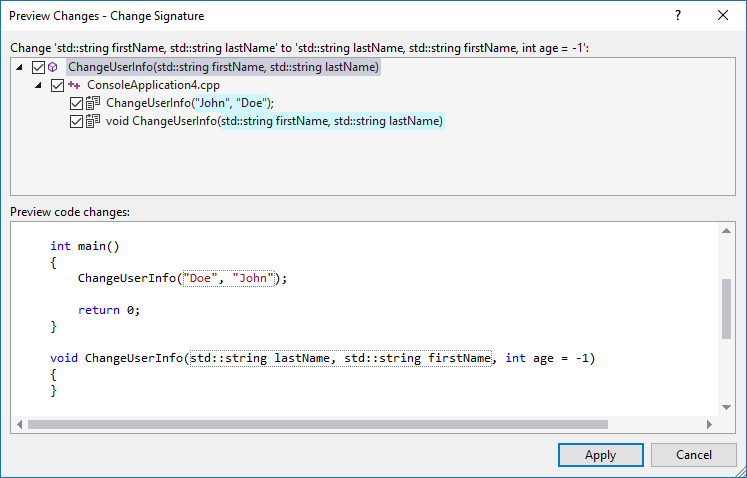 Preview Changes - Change Signature
Change 'std::string firstName, std::string lastName' to 'std::string lastName, std::string firstName, int age = -1':
ChangeUserInfo(std::string firstName, std::string lastName)
ConsoleApplication4.cpp
ChangeUserInfo("John", "Doe");
void ChangeUserInfo(std::string firstName, std::string lastName)
Preview code changes:
int main()
{
ChangeUserInfo("Doe", "John");
return 0;
}
void ChangeUserInfo(std::string lastName, std::string firstName, int age = -1)
{
}
Apply Cancel